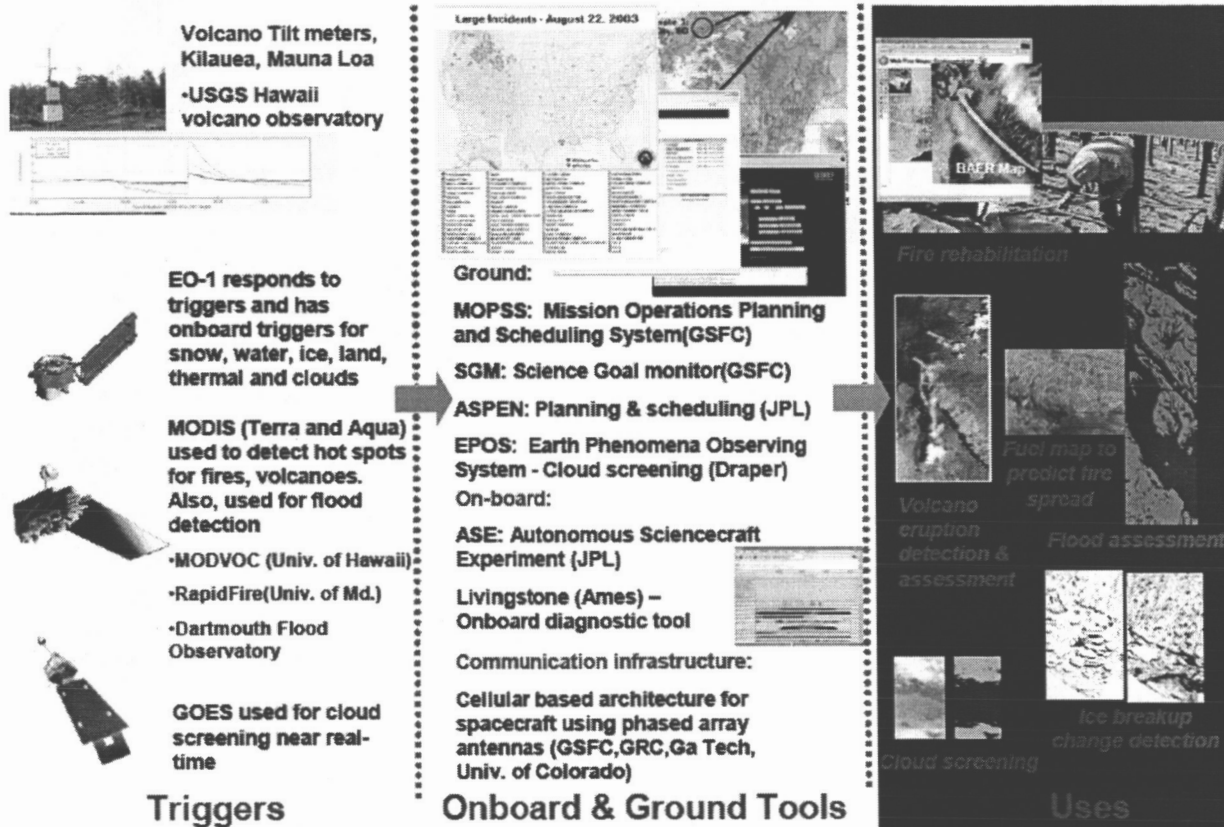 Volcano Tilt meters,
Kilauea, Mauna Loa
•USGS Hawaii
volcano observatory
EO-1 responds to
triggers and has
onboard triggers for
snow, water, ice, land,
thermal and clouds
MODIS (Terra and Aqua)
used to detect hot spots
for fires, volcanoes.
Also, used for flood
detection
•MODVOC (Univ. of Hawaii)
•RapidFire(Univ. of Md.)
•Dartmouth Flood
Observatory
GOES used for cloud
screening near real-
time
Triggers
Large Incidents - August 22, 2003
Ground:
MOPSS: Mission Operations Planning
and Scheduling System(GSFC)
SGM: Science Goal monitor(GSFC)
ASPEN: Planning & scheduling (JPL)
EPOS: Earth Phenomena Observing
System - Cloud screening (Draper)
On-board:
ASE: Autonomous Sciencecraft
Experiment (JPL)
Livingstone (Ames) –
Onboard diagnostic tool
Communication infrastructure:
Cellular based architecture for
spacecraft using phased array
antennas (GSFC,GRC,Ga Tech,
Univ. of Colorado)
Onboard & Ground Tools
BAER Map
Fire rehabilitation
Fuel map to
predict fire
spread
Volcano
eruption
detection &
assessment
Flood assessment
Ice breakup
change detection
Cloud screening
Uses